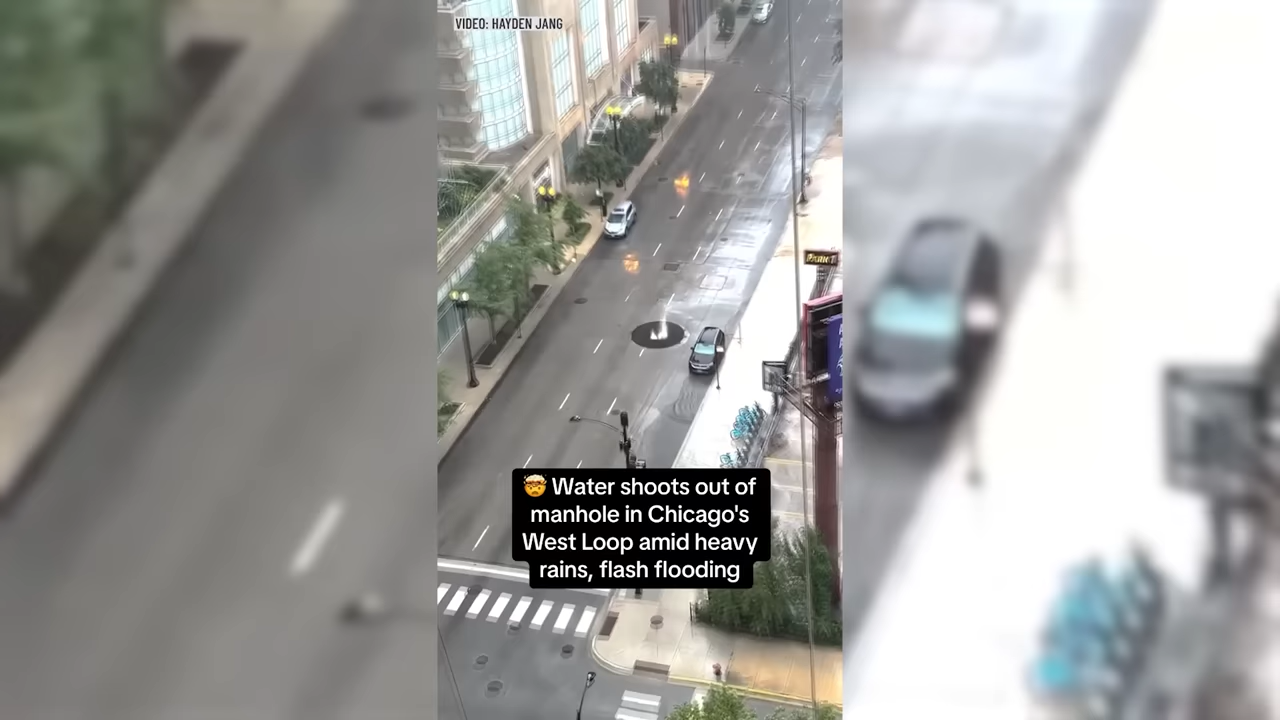 VIDEO: HAYDEN JANG
🤯 Water shoots out of
manhole in Chicago's
West Loop amid heavy
rains, flash flooding